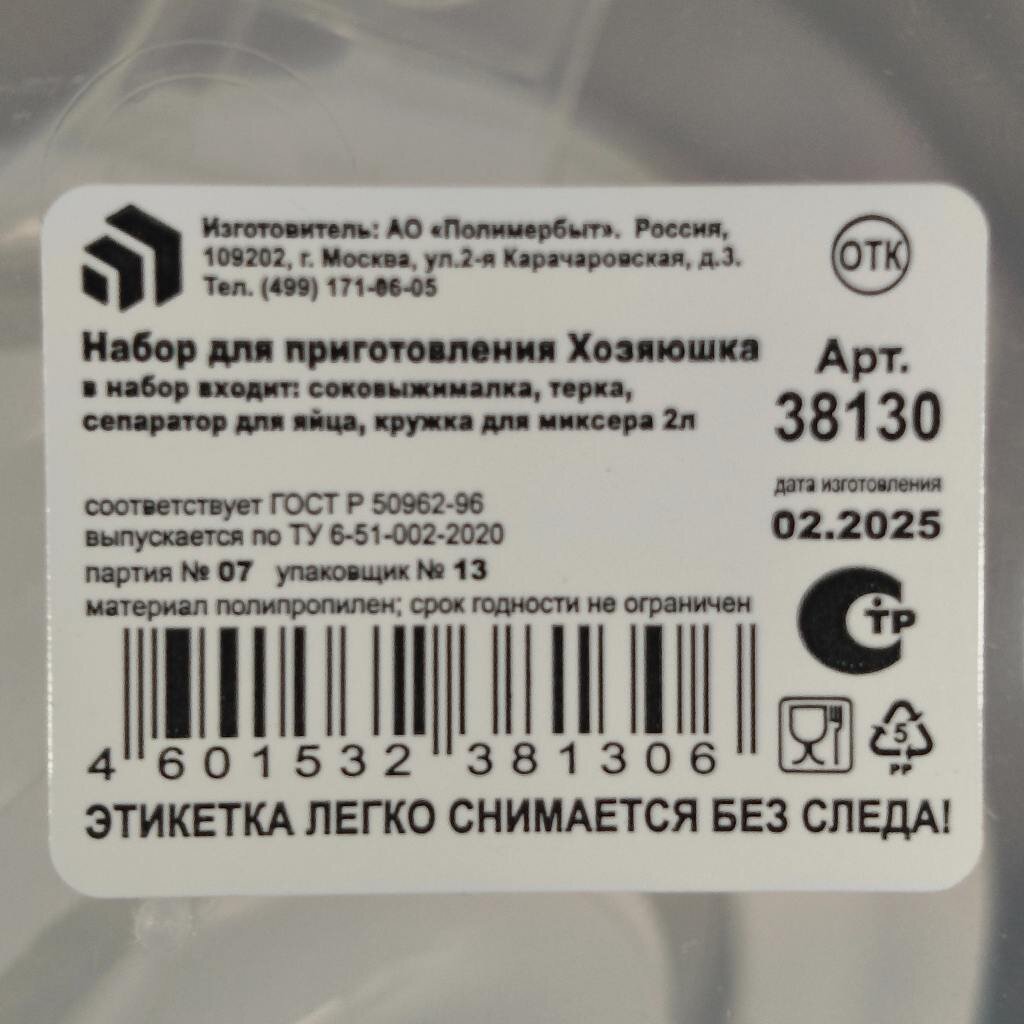 Изготовитель: АО «Полимербыт». Россия,
109202, г. Москва, ул.2-я Карачаровская, д.3.
Тел. (499) 171-06-05
ОТК
Набор для приготовления Хозяюшка
в набор входит: соковыжималка, терка,
сепаратор для яйца, кружка для миксера 2л
Арт.
38130
дата изготовления
02.2025
соответствует ГОСТ Р 50962-96
выпускается по ТУ 6-51-002-2020
партия № 07 упаковщик № 13
материал полипропилен; срок годности не ограничен
СТР
4 601532 381306
5
PP
ЭТИКЕТКА ЛЕГКО СНИМАЕТСЯ БЕЗ СЛЕДА!